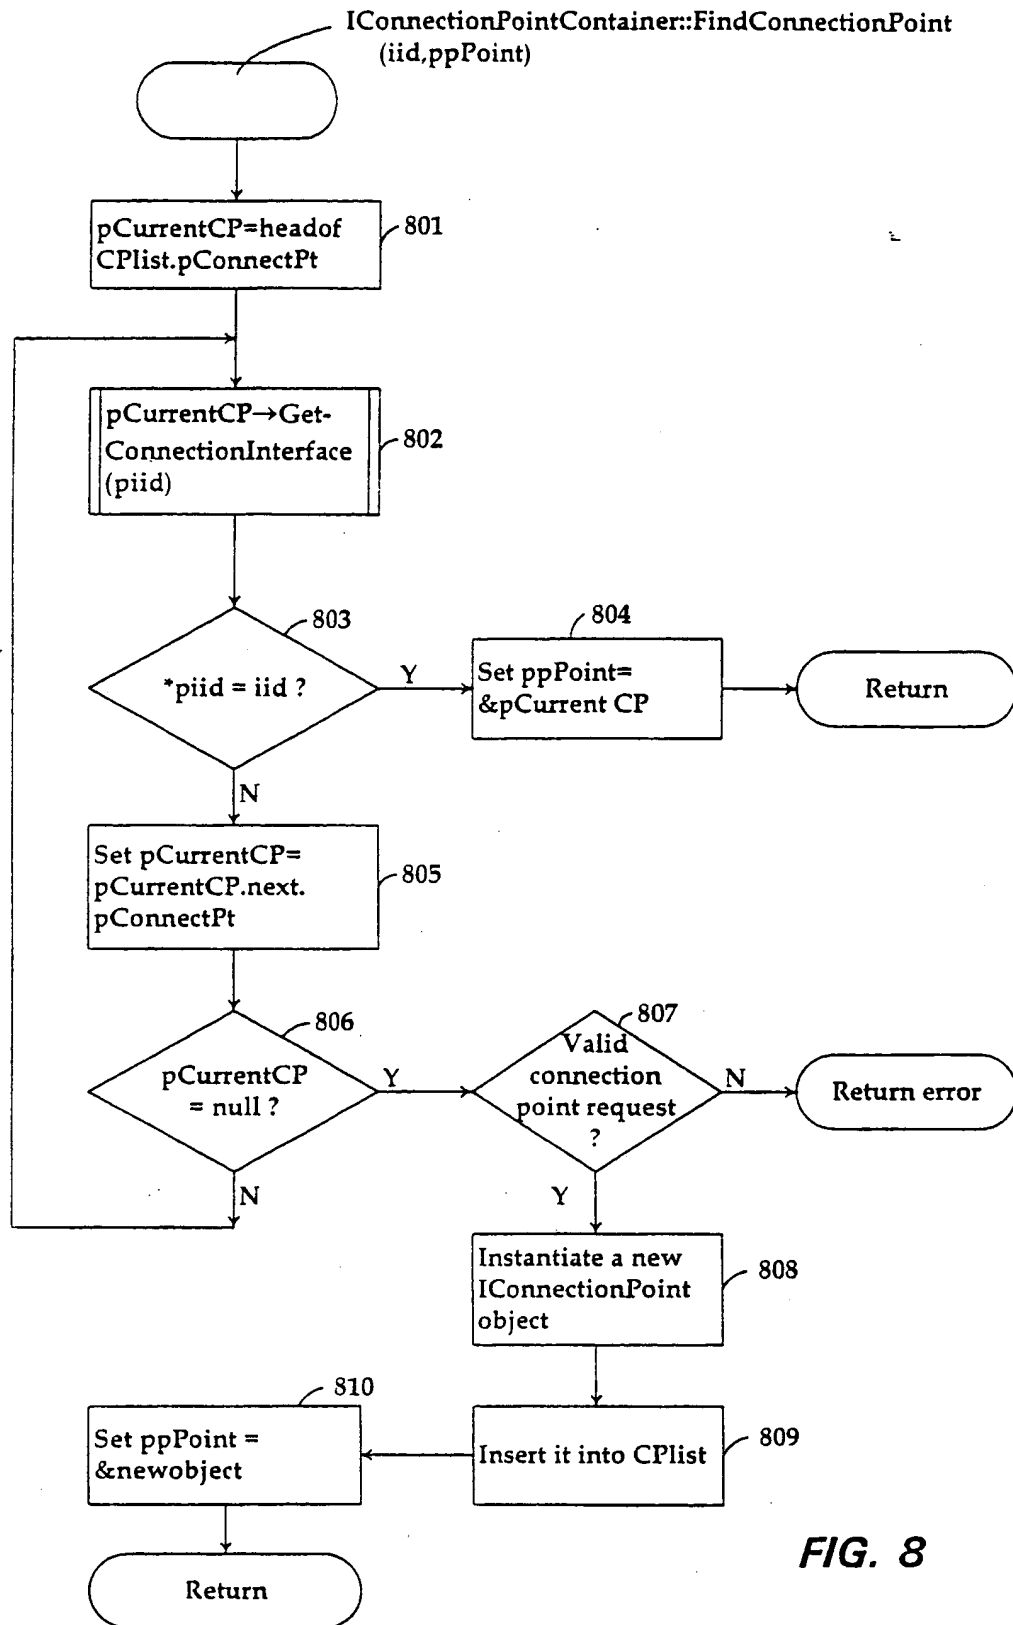 IConnectionPointContainer::FindConnectionPoint
(iid,ppPoint)
pCurrentCP=headof
CPlist.pConnectPt
801
pCurrentCP→Get-
ConnectionInterface
(piid)
802
803
*piid = iid ?
Y
N
804
Set ppPoint=
&pCurrent CP
Return
Set pCurrentCP=
pCurrentCP.next.
pConnectPt
805
806
pCurrentCP
= null ?
Y
N
807
Valid
connection
point request
?
N
Y
Return error
Instantiate a new
IConnectionPoint
object
808
Insert it into CPlist
809
810
Set ppPoint =
&newobject
Return
FIG. 8